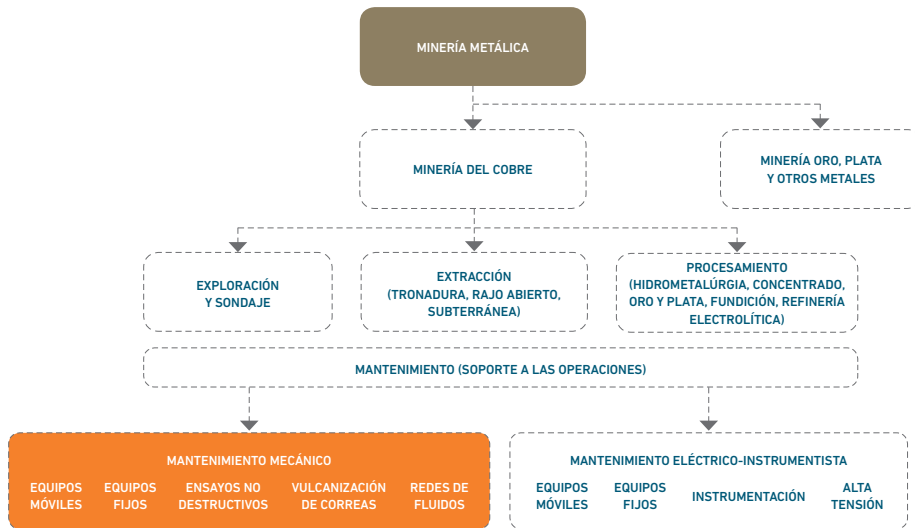 MINERÍA METÁLICA
MINERÍA DEL COBRE
MINERÍA ORO, PLATA
Y OTROS METALES
EXPLORACIÓN
Y SONDAJE
EXTRACCIÓN
(TRONADURA, RAJO ABIERTO,
SUBTERRÁNEA)
PROCESAMIENTO
(HIDROMETALÚRGIA, CONCENTRADO,
ORO Y PLATA, FUNDICIÓN, REFINERÍA
ELECTROLÍTICA)
MANTENIMIENTO (SOPORTE A LAS OPERACIONES)
MANTENIMIENTO MECÁNICO
EQUIPOS
MÓVILES
EQUIPOS
FIJOS
ENSAYOS NO
DESTRUCTIVOS
VULCANIZACIÓN
DE CORREAS
REDES DE
FLUIDOS
MANTENIMIENTO ELÉCTRICO-INSTRUMENTISTA
EQUIPOS
MÓVILES
EQUIPOS
FIJOS
INSTRUMENTACIÓN
ALTA
TENSIÓN